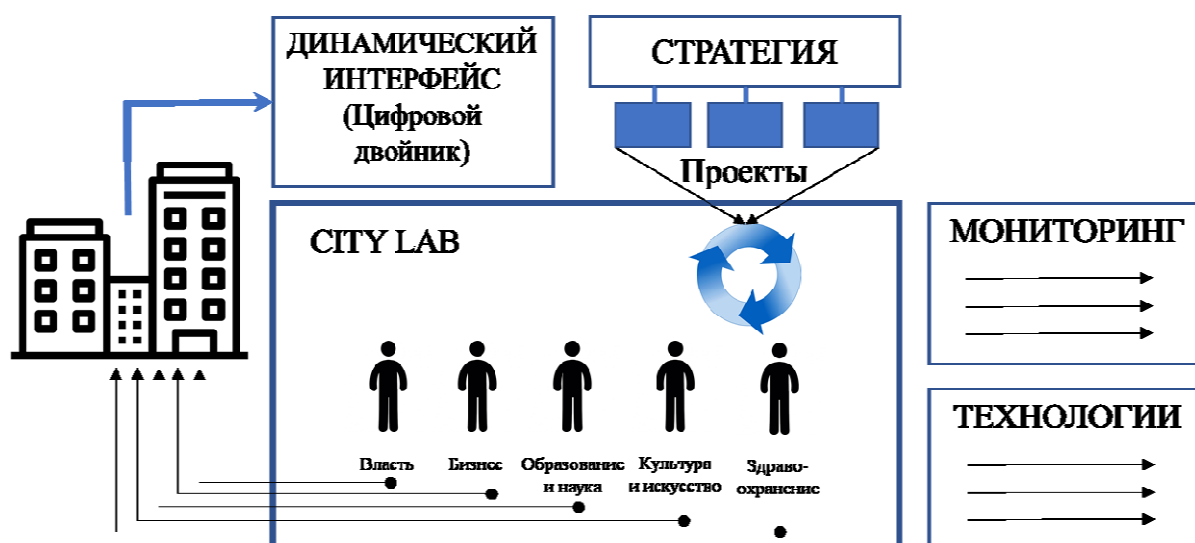 ДИНАМИЧЕСКИЙ
ИНТЕРФЕЙС
(Цифровой
двойник)
СТРАТЕГИЯ
Проекты
CITY LAB
МОНИТОРИНГ
ТЕХНОЛОГИИ
Власть
Бизнес
Образование
и наука
Культура
и искусство
Здраво-
охранение